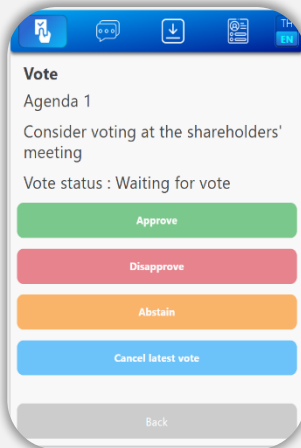 TH
EN
Vote
Agenda 1
Consider voting at the shareholders'
meeting
Vote status : Waiting for vote
Approve
Disapprove
Abstain
Cancel latest vote
Back